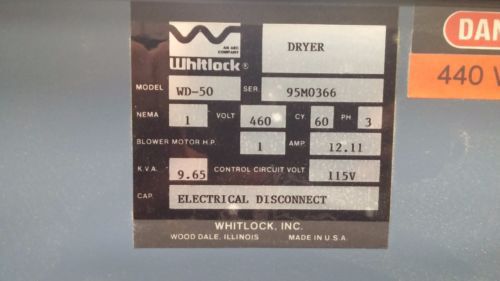 AN AEC
COMPANY
Whitlock®
DRYER
MODEL WD-50 SER. 95M0366
NEMA 1 VOLT 460 CY. 60 PH. 3
BLOWER MOTOR H.P. 1 AMP. 12.11
K.V.A. 9.65 CONTROL CIRCUIT VOLT 115V
CAP. ELECTRICAL DISCONNECT
WHITLOCK, INC.
WOOD DALE, ILLINOIS MADE IN U.S.A.
DAN
440 V